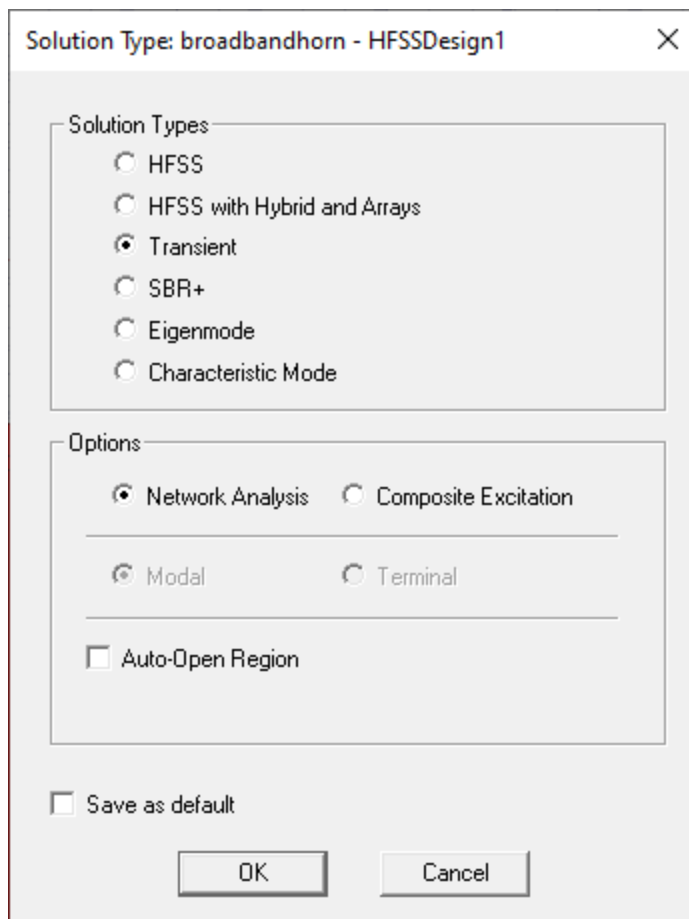 Solution Type: broadbandhorn - HFSSDesign1
Solution Types
HFSS
HFSS with Hybrid and Arrays
Transient
SBR+
Eigenmode
Characteristic Mode
Options
Network Analysis Composite Excitation
Modal Terminal
Auto-Open Region
Save as default
OK Cancel